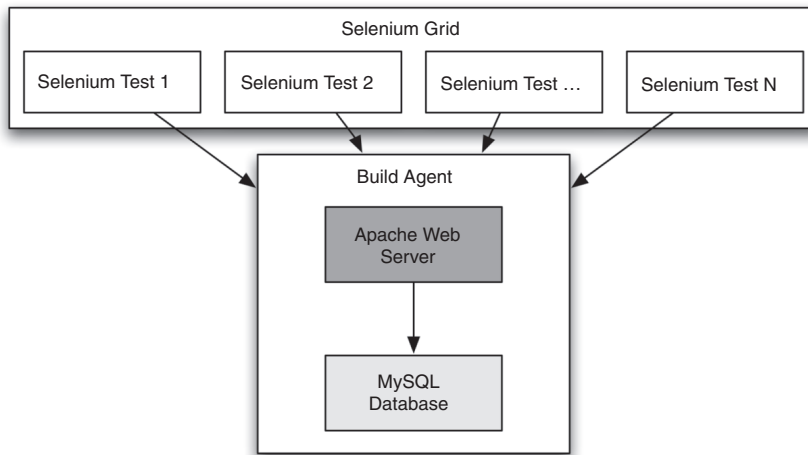 Selenium Grid
Selenium Test 1
Selenium Test 2
Selenium Test …
Selenium Test N
Build Agent
Apache Web
Server
MySQL
Database